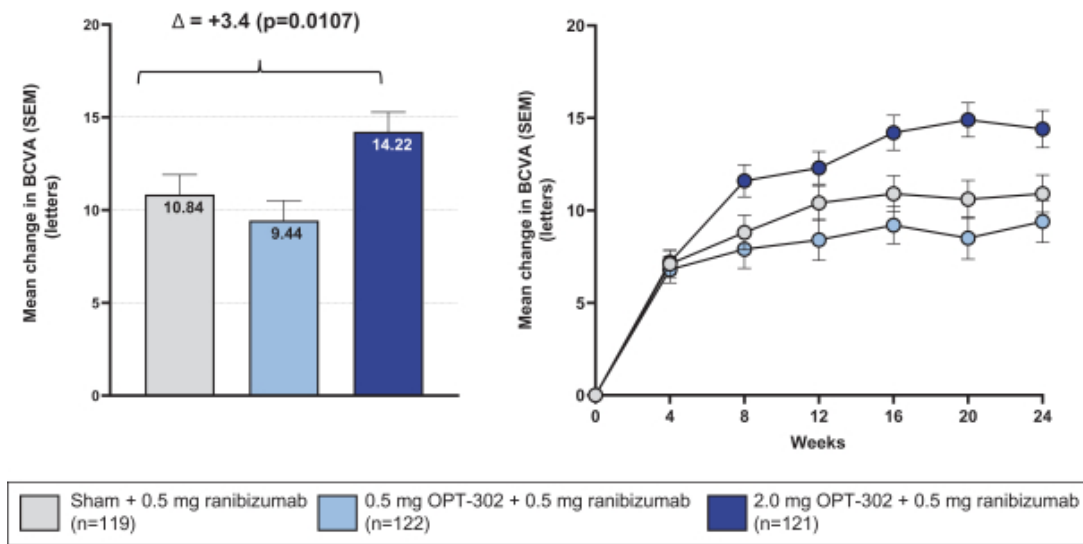 Δ = +3.4 (p=0.0107)
Mean change in BCVA (SEM)
(letters)
20
15
10
5
0
10.84
9.44
14.22
Mean change in BCVA (SEM)
(letters)
20
15
10
5
0
0 4 8 12 16 20 24
Weeks
Sham + 0.5 mg ranibizumab
(n=119)
0.5 mg OPT-302 + 0.5 mg ranibizumab
(n=122)
2.0 mg OPT-302 + 0.5 mg ranibizumab
(n=121)